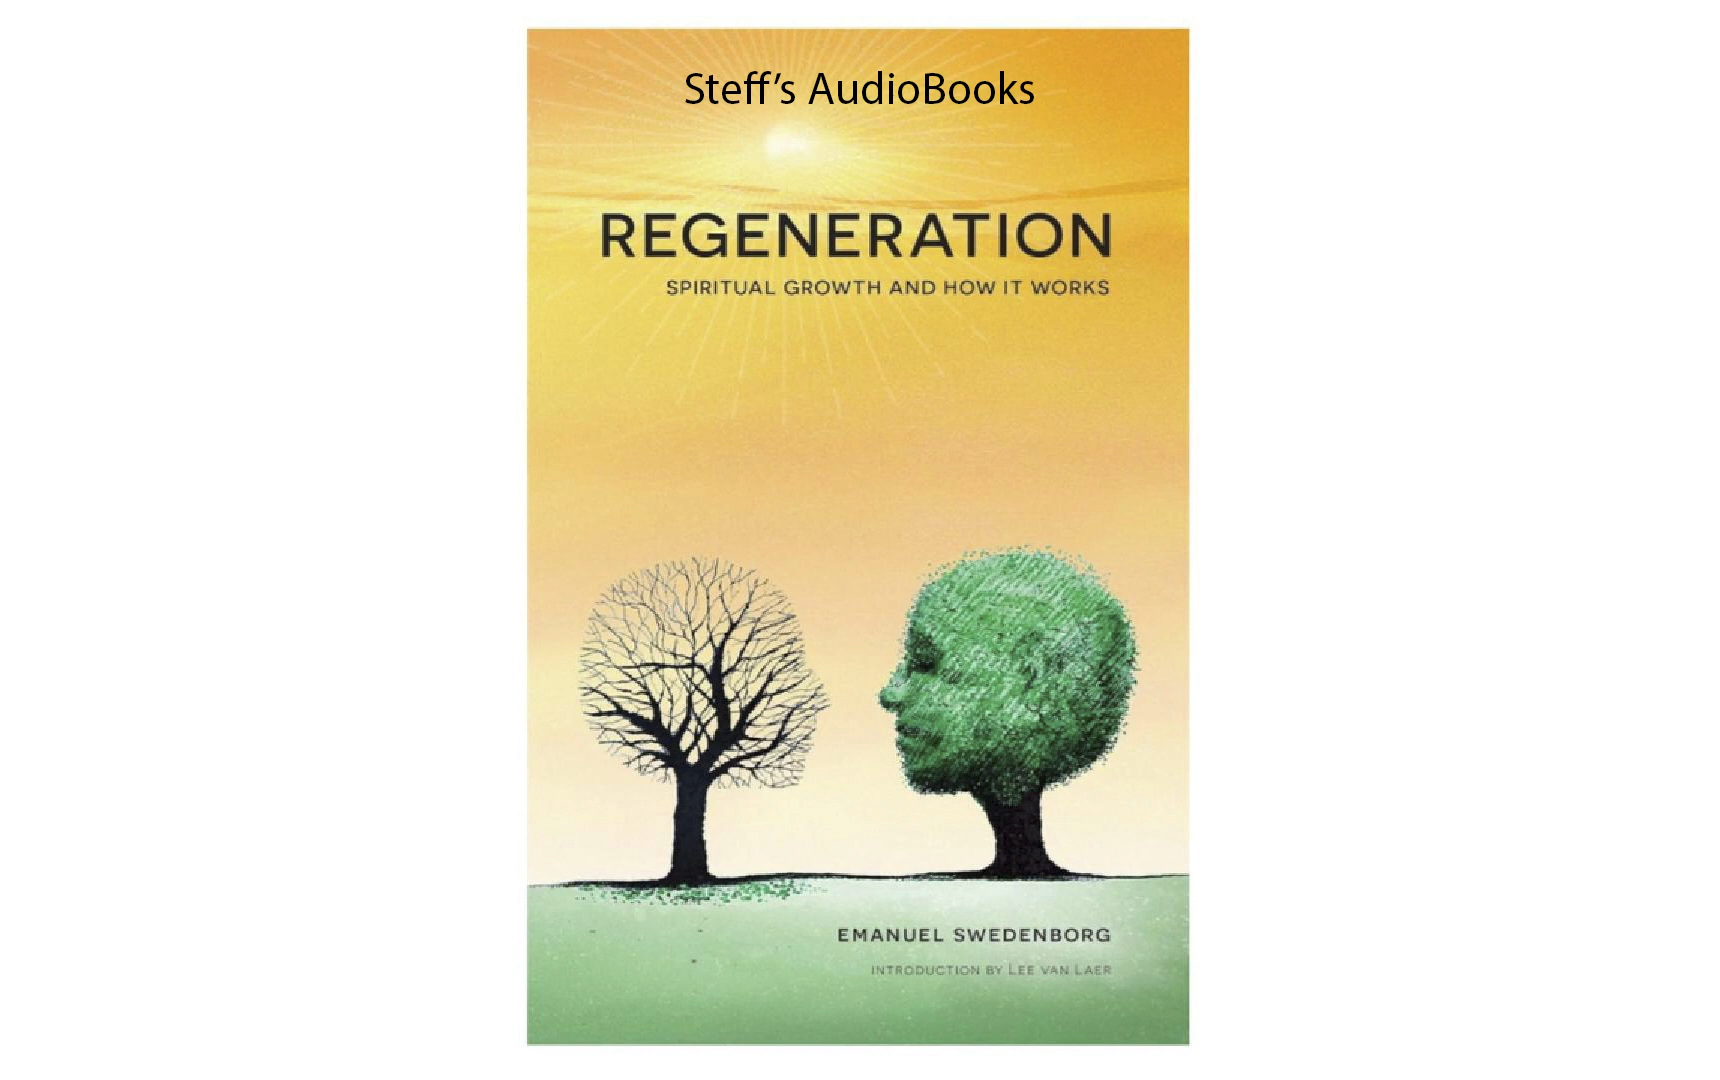 Steff’s AudioBooks
REGENERATION
SPIRITUAL GROWTH AND HOW IT WORKS
EMANUEL SWEDENBORG
INTRODUCTION BY LEE VAN LAER